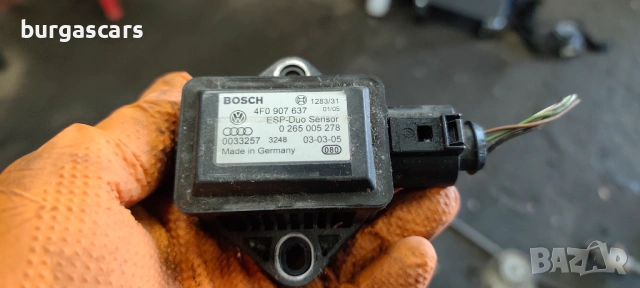 burgascars
BOSCH 1283/31
4F0 907 637 01/05
ESP-Duo Sensor
0 265 005 278
0033257 3248 03-03-05
Made in Germany 080
BAZAR